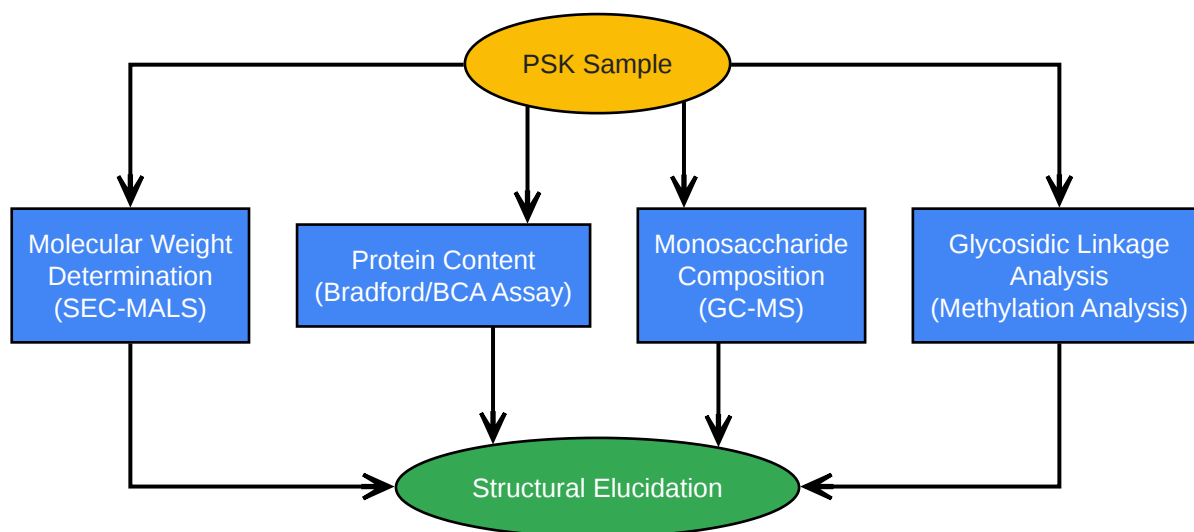 PSK Sample
Molecular Weight
Determination
(SEC-MALS)
Protein Content
(Bradford/BCA Assay)
Monosaccharide
Composition
(GC-MS)
Glycosidic Linkage
Analysis
(Methylation Analysis)
Structural Elucidation